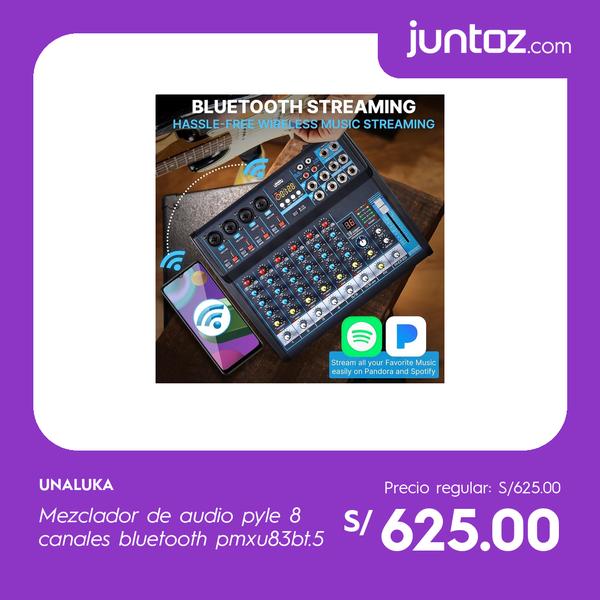 juntoz.com
BLUETOOTH STREAMING
HASSLE-FREE WIRELESS MUSIC STREAMING
Stream all your Favorite Music
easily on Pandora and Spotify
UNALUKA
Mezclador de audio pyle 8
canales bluetooth pmxu83bt.5
Precio regular: S/625.00
S/ 625.00